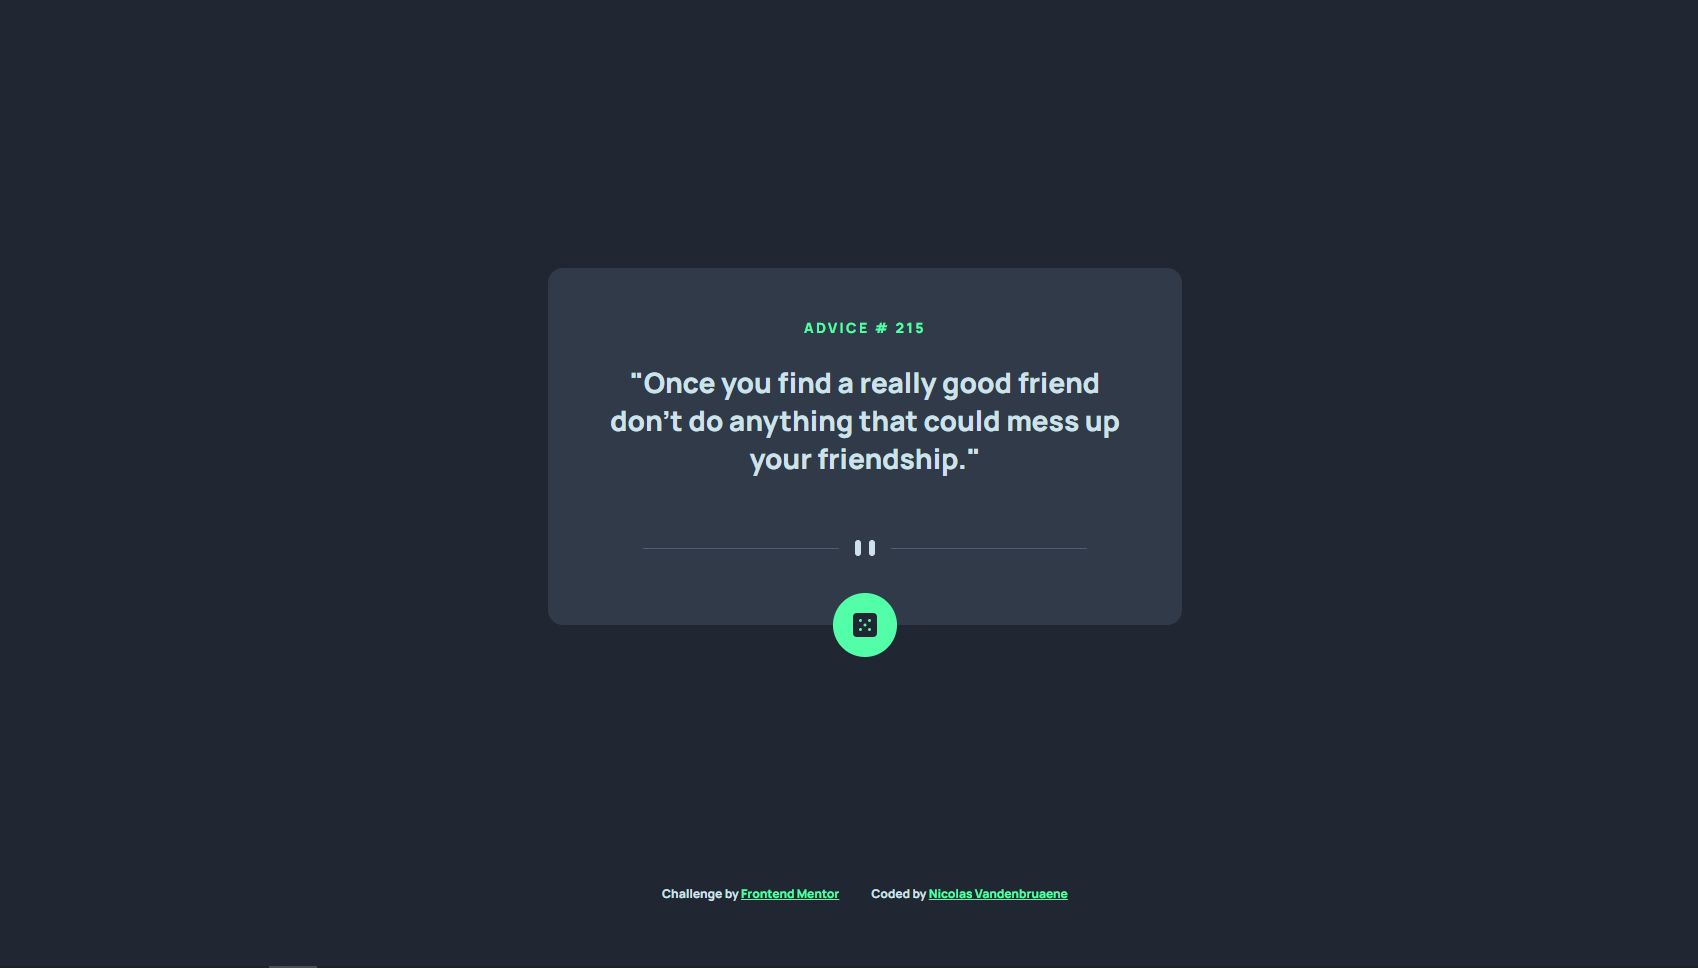 ADVICE # 215
"Once you find a really good friend
don't do anything that could mess up
your friendship."
Challenge by Frontend Mentor
Coded by Nicolas Vandenbruaene